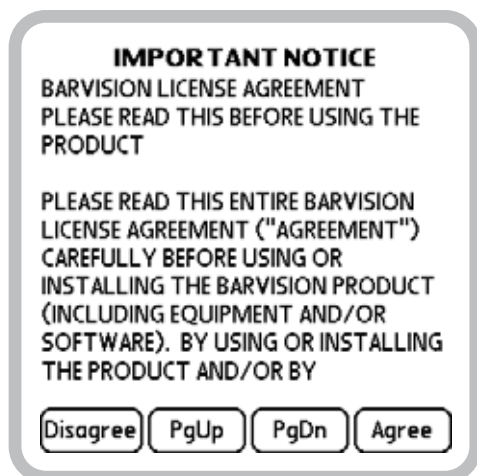 IMPORTANT NOTICE
BARVISION LICENSE AGREEMENT
PLEASE READ THIS BEFORE USING THE
PRODUCT
PLEASE READ THIS ENTIRE BARVISION
LICENSE AGREEMENT ("AGREEMENT")
CAREFULLY BEFORE USING OR
INSTALLING THE BARVISION PRODUCT
(INCLUDING EQUIPMENT AND/OR
SOFTWARE).  BY USING OR INSTALLING
THE PRODUCT AND/OR BY
Disagree PgUp PgDn Agree